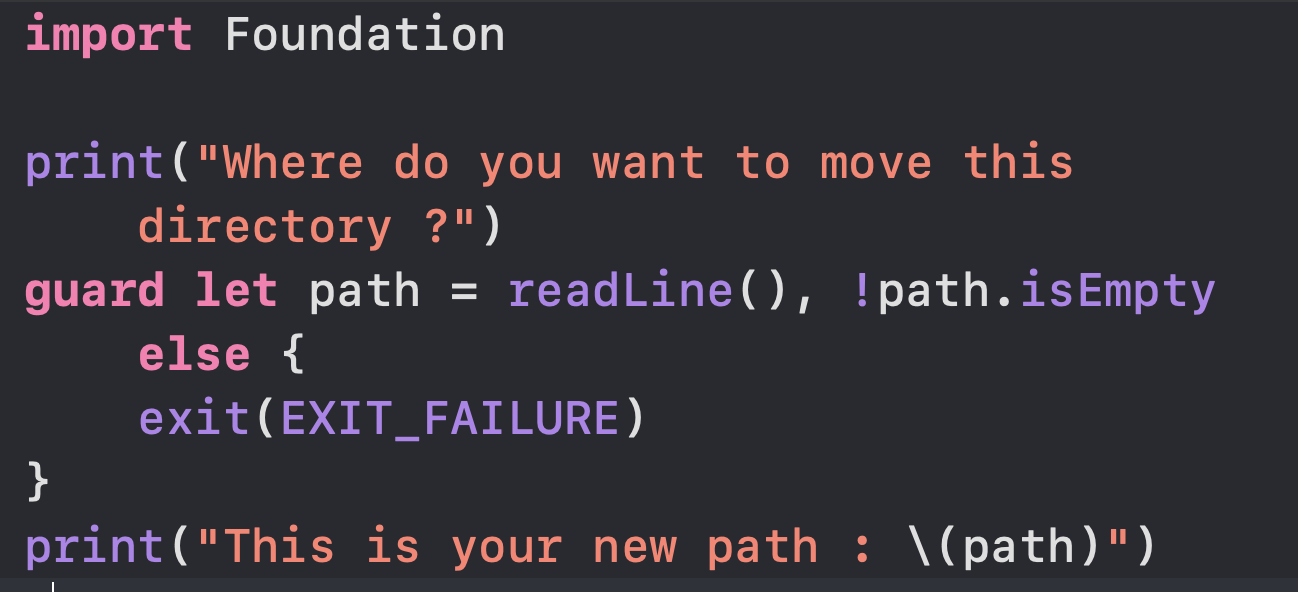 import Foundation
print("Where do you want to move this
directory ?")
guard let path = readLine(), !path.isEmpty
else {
exit(EXIT_FAILURE)
}
print("This is your new path : \(path)")